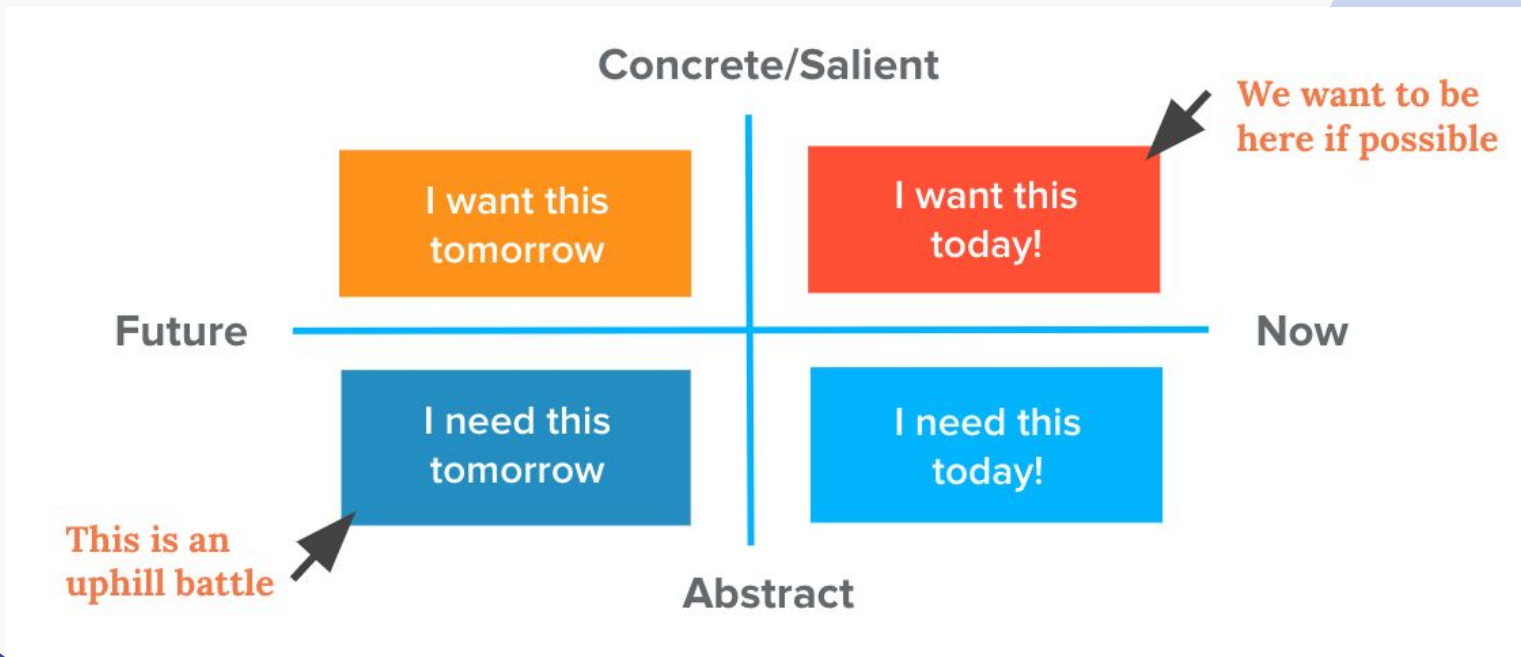 Concrete/Salient
We want to be
here if possible
I want this
tomorrow
I want this
today!
Future
Now
I need this
tomorrow
I need this
today!
This is an
uphill battle
Abstract